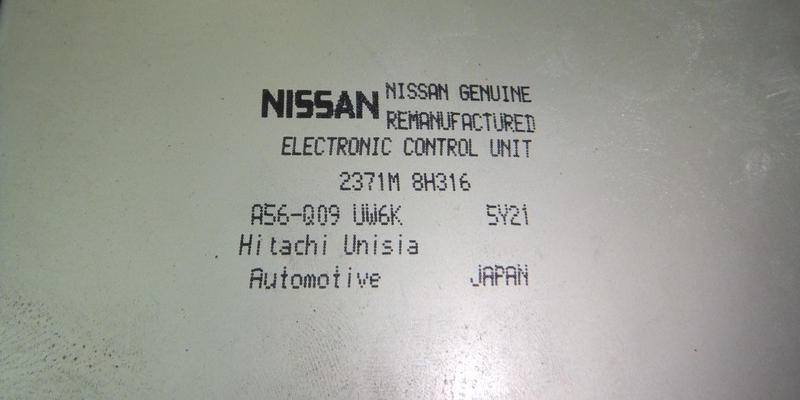 NISSAN NISSAN GENUINE
REMANUFACTURED
ELECTRONIC CONTROL UNIT
2371M 8H316
A56-Q09 UW6K 5Y21
Hitachi Unisia
Automotive JAPAN